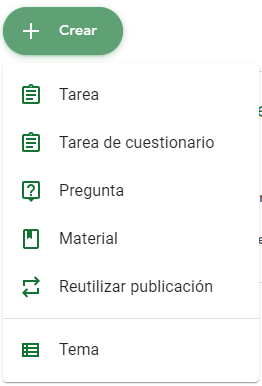 Crear
Tarea
Tarea de cuestionario
Pregunta
Material
Reutilizar publicación
Tema